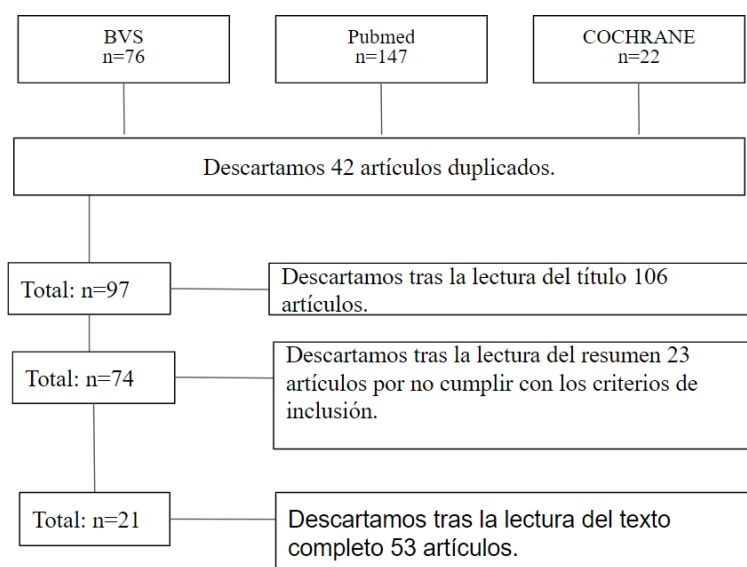 BVS
n=76
Pubmed
n=147
COCHRANE
n=22
Descartamos 42 artículos duplicados.
Total: n=97
Descartamos tras la lectura del título 106
artículos.
Total: n=74
Descartamos tras la lectura del resumen 23
artículos por no cumplir con los criterios de
inclusión.
Total: n=21
Descartamos tras la lectura del texto
completo 53 artículos.